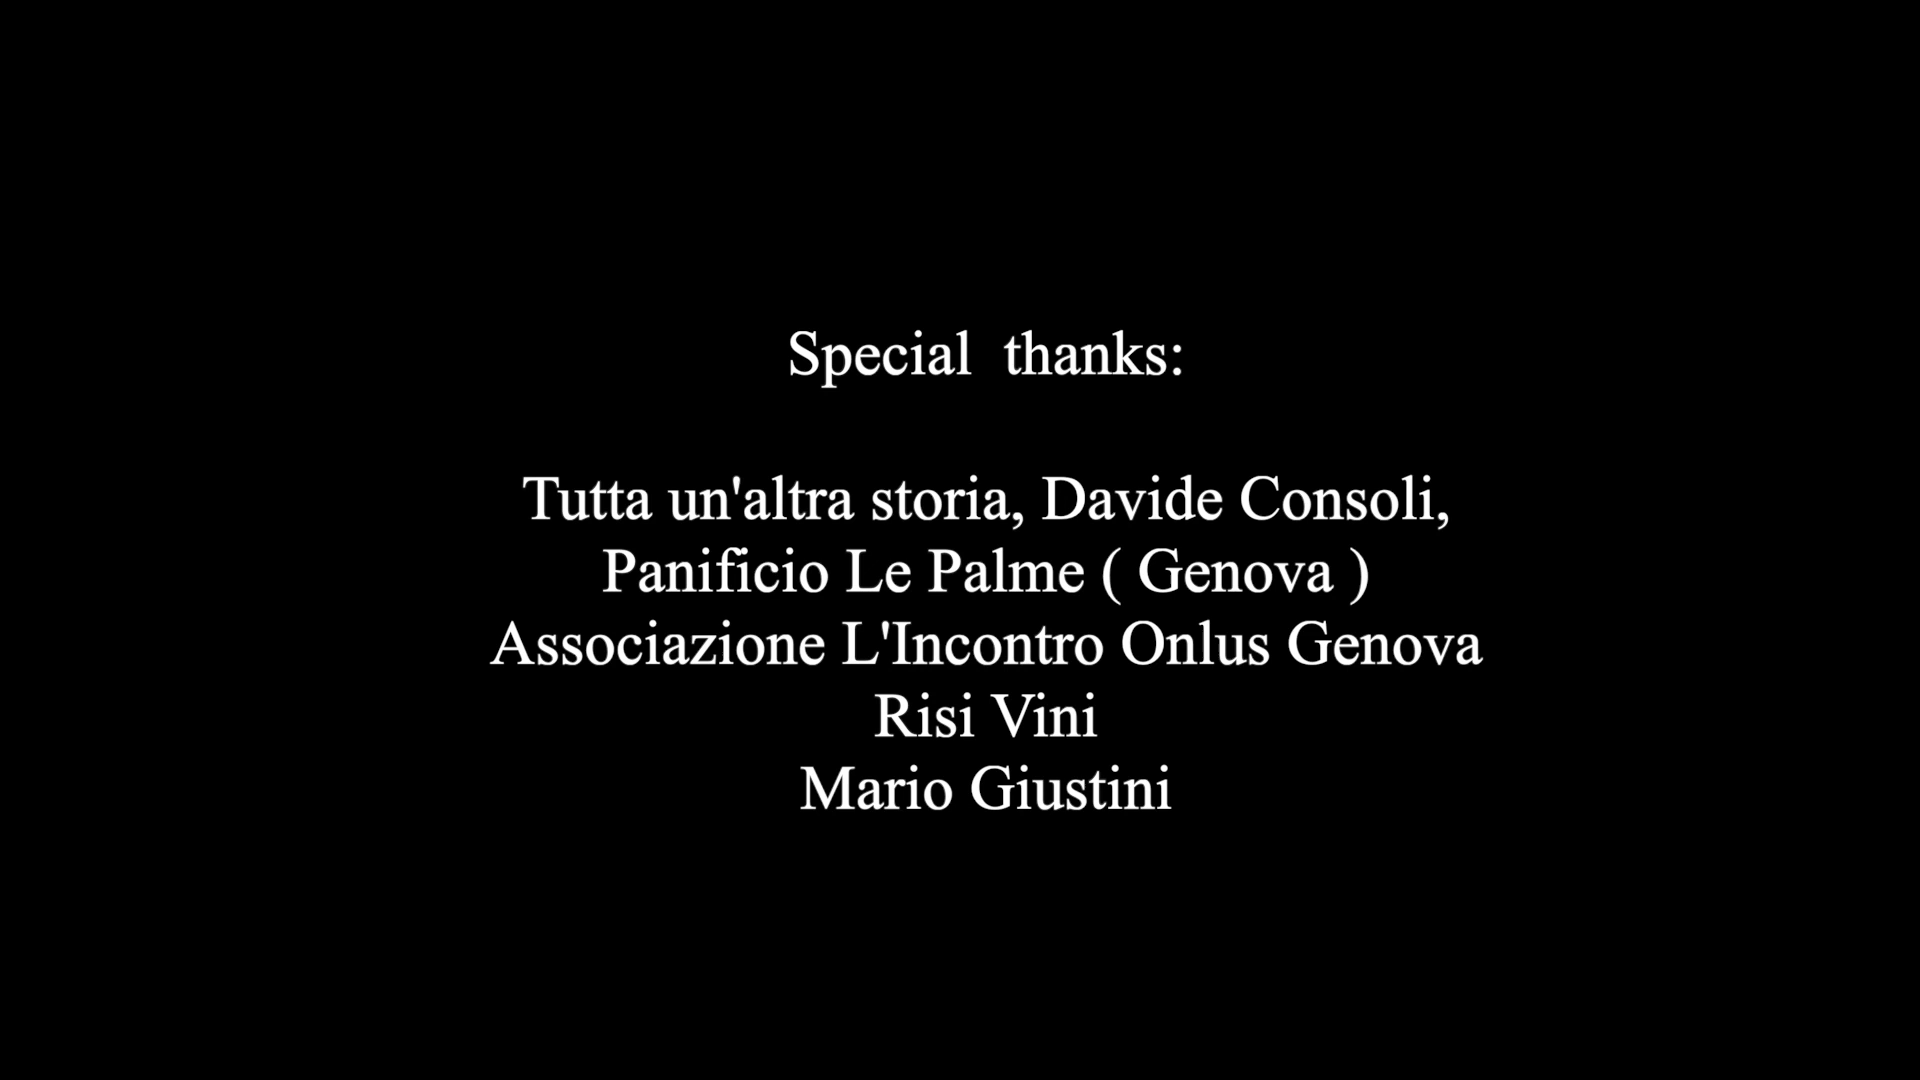 Special  thanks:
Tutta un'altra storia, Davide Consoli,
Panificio Le Palme ( Genova )
Associazione L'Incontro Onlus Genova
Risi Vini
Mario Giustini